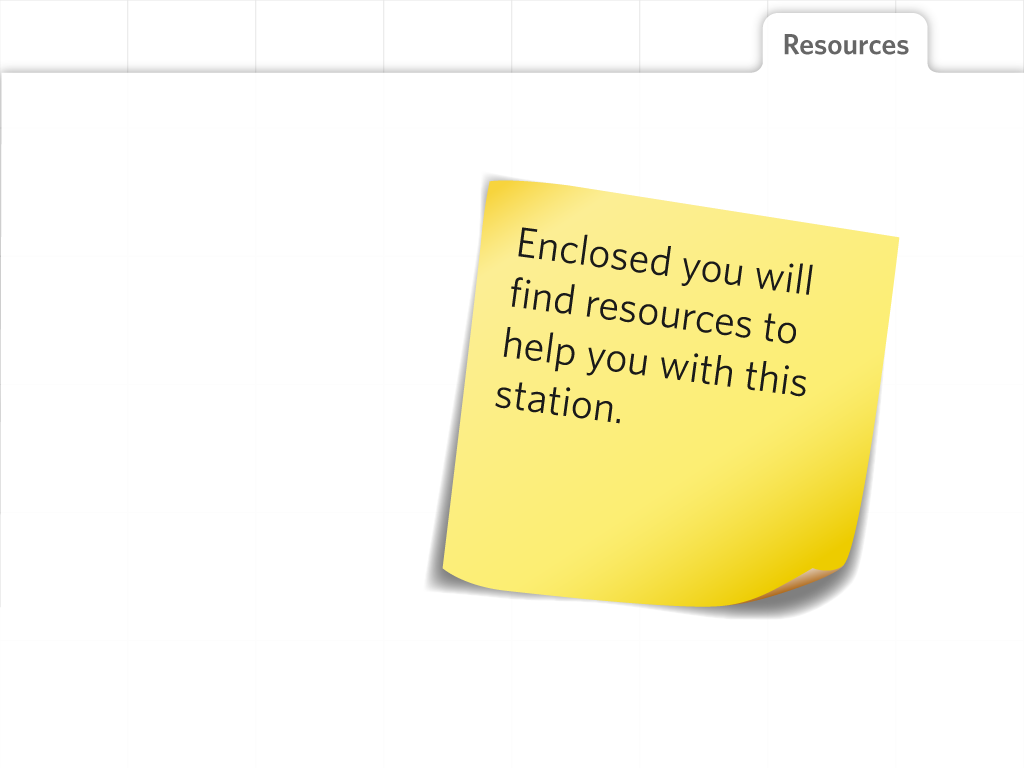 Resources
Enclosed you will
find resources to
help you with this
station.